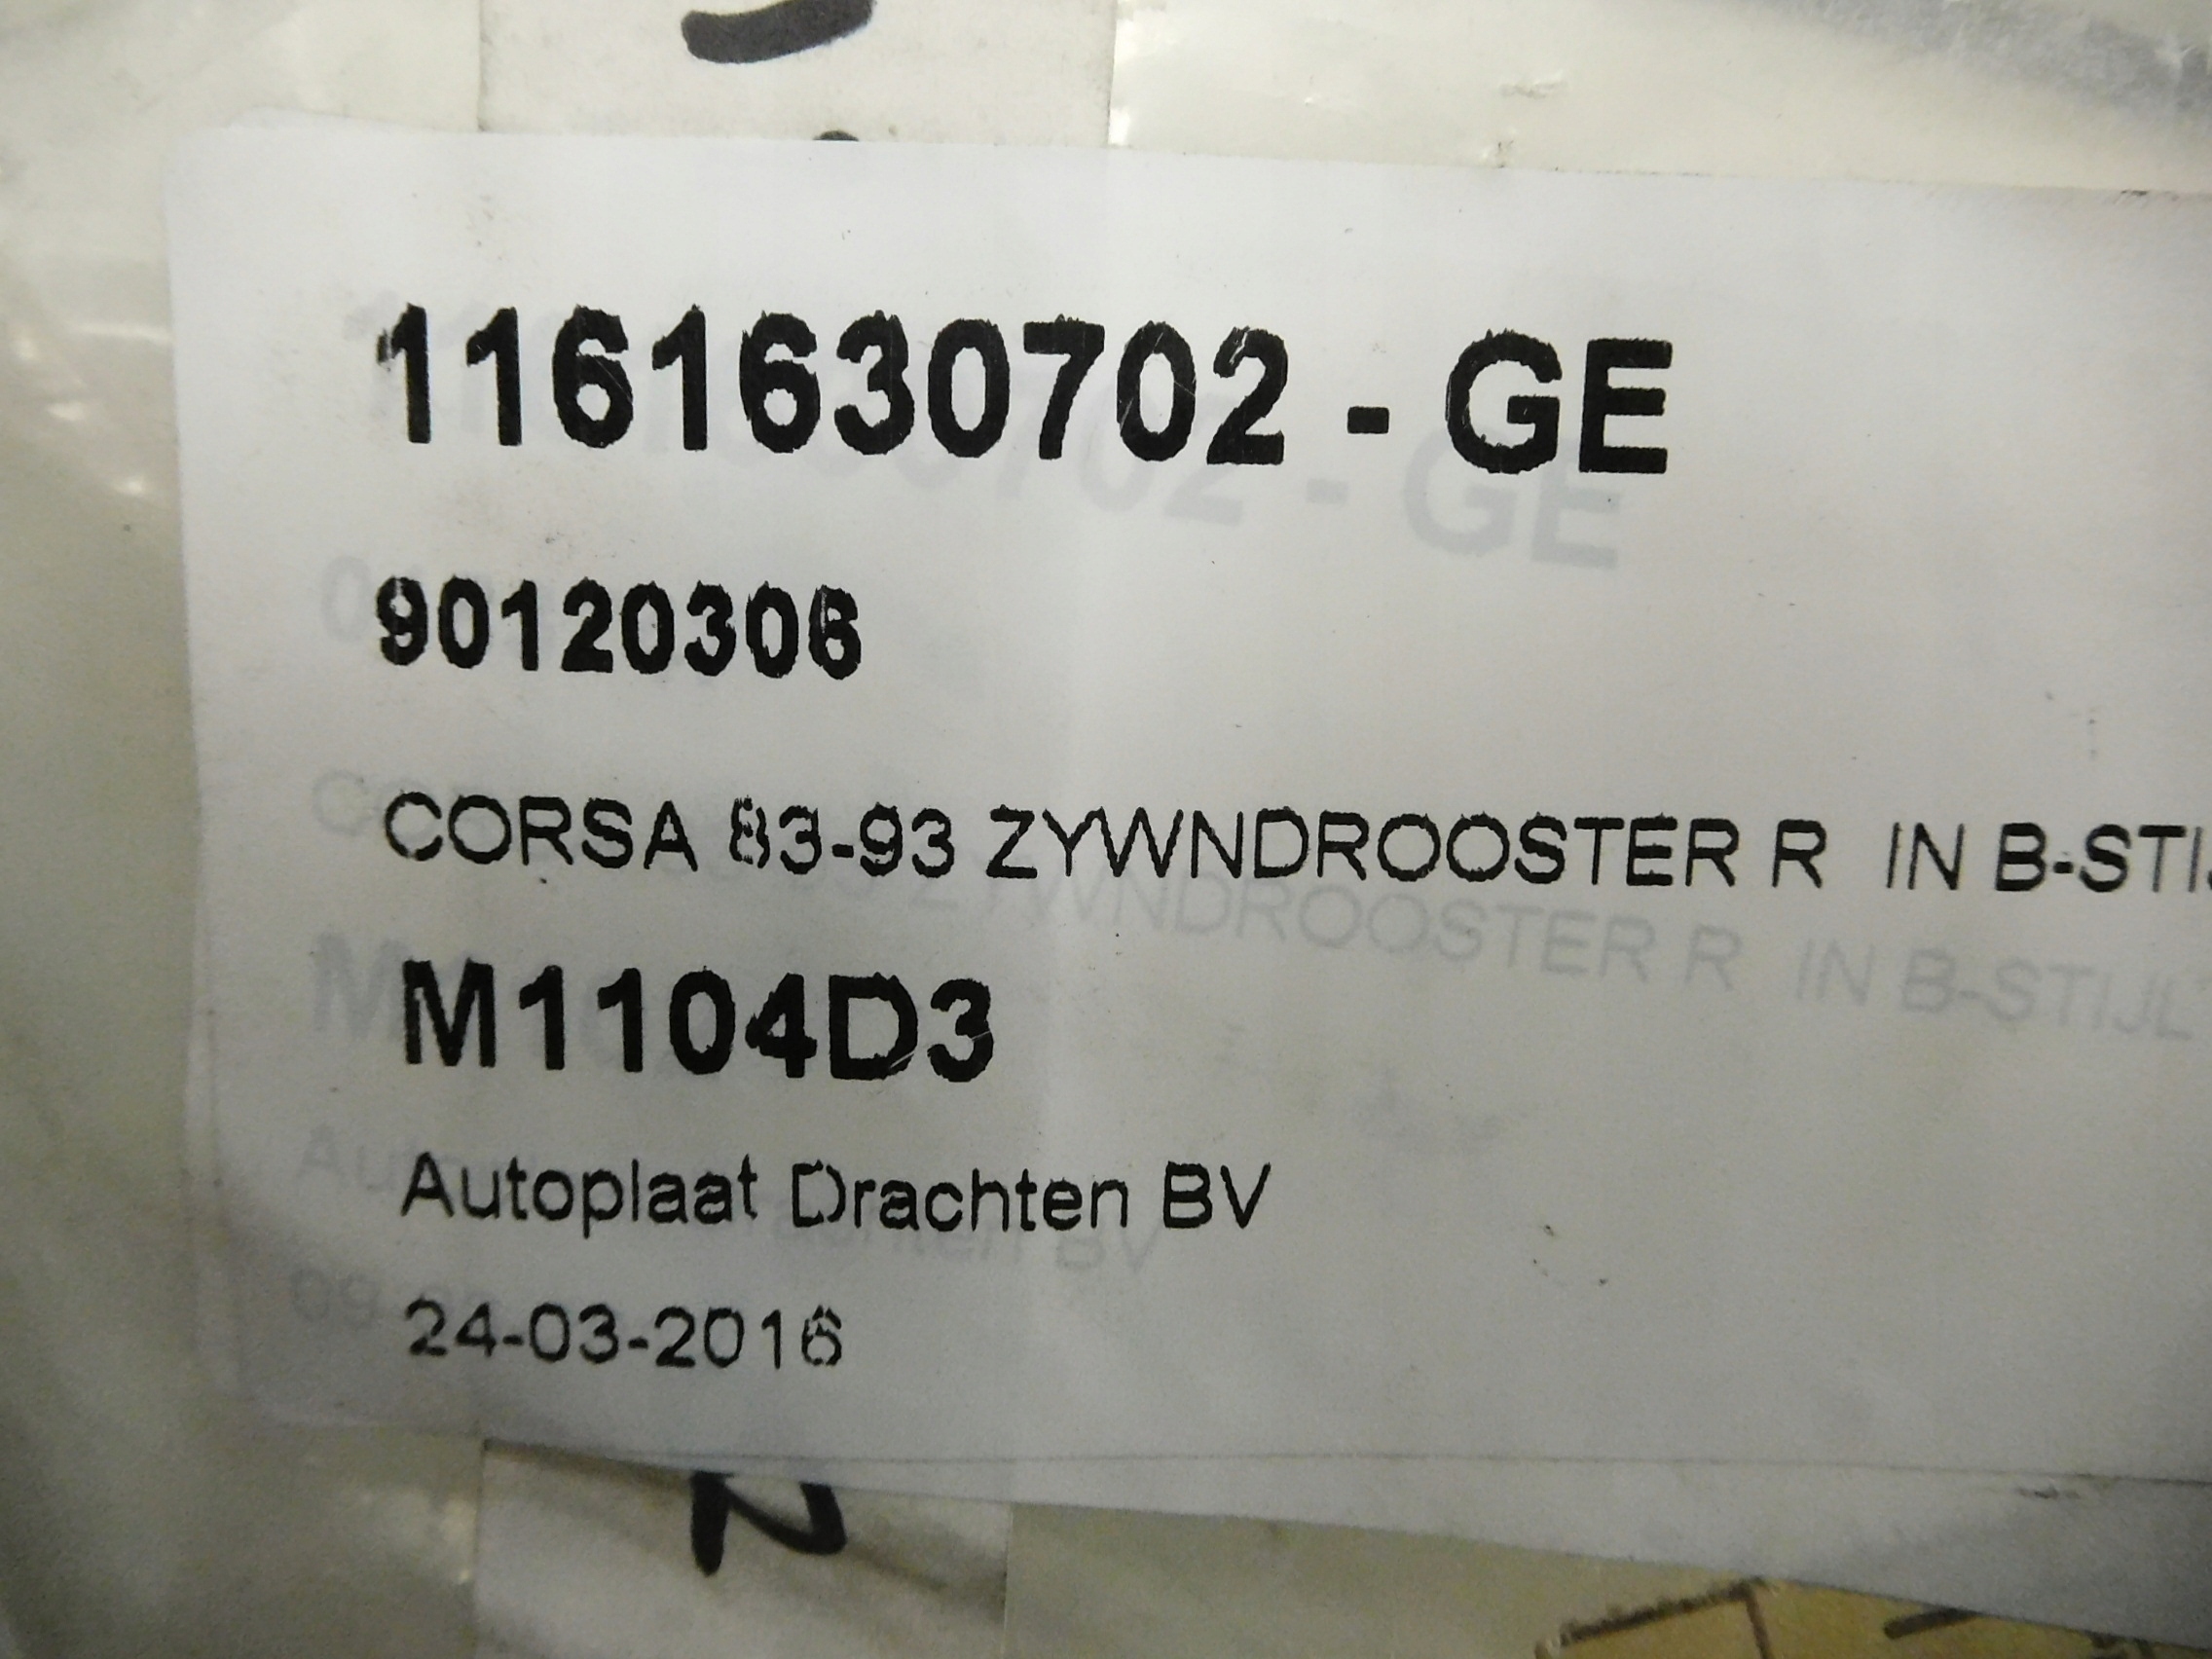 1161630702 - GE
90120306
CORSA 83-93 ZYWNDROOSTER R IN B-STIJ
M1104D3
Autoplaat Drachten BV
24-03-2016